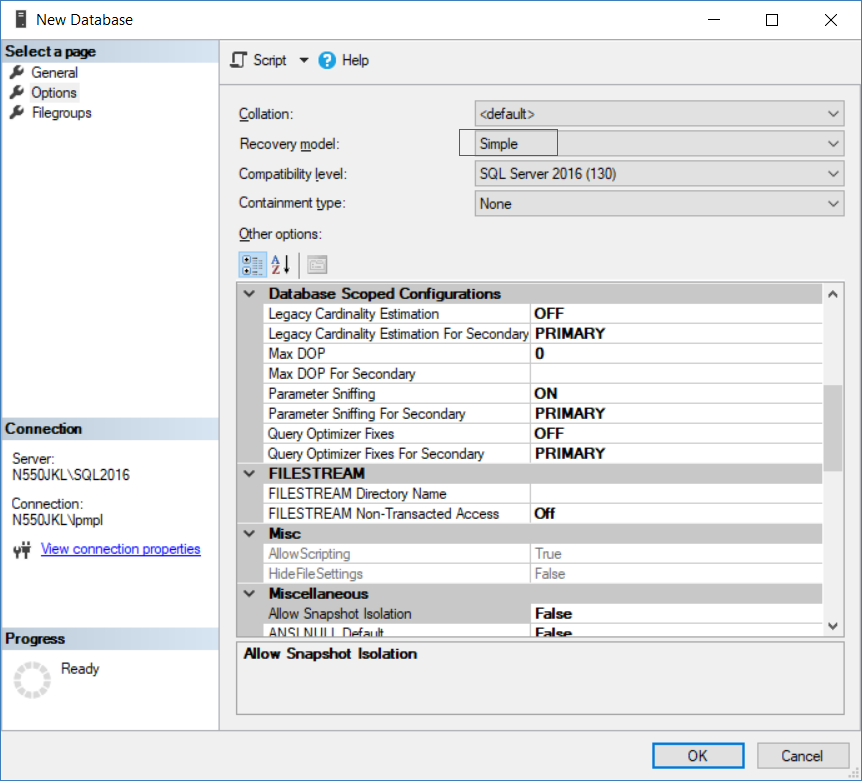 New Database
Select a page
General
Options
Filegroups
Script
Help
Collation: <default>
Recovery model: Simple
Compatibility level: SQL Server 2016 (130)
Containment type: None
Other options:
Database Scoped Configurations
Legacy Cardinality Estimation OFF
Legacy Cardinality Estimation For Secondary PRIMARY
Max DOP 0
Max DOP For Secondary
Parameter Sniffing ON
Parameter Sniffing For Secondary PRIMARY
Query Optimizer Fixes OFF
Query Optimizer Fixes For Secondary PRIMARY
FILESTREAM
FILESTREAM Directory Name
FILESTREAM Non-Transacted Access Off
Misc
AllowScripting True
HideFileSettings False
Miscellaneous
Allow Snapshot Isolation False
ANSI NULL Default False
Allow Snapshot Isolation
Connection
Server:
N550JKL\SQL2016
Connection:
N550JKL\lpmpl
View connection properties
Progress
Ready
OK
Cancel